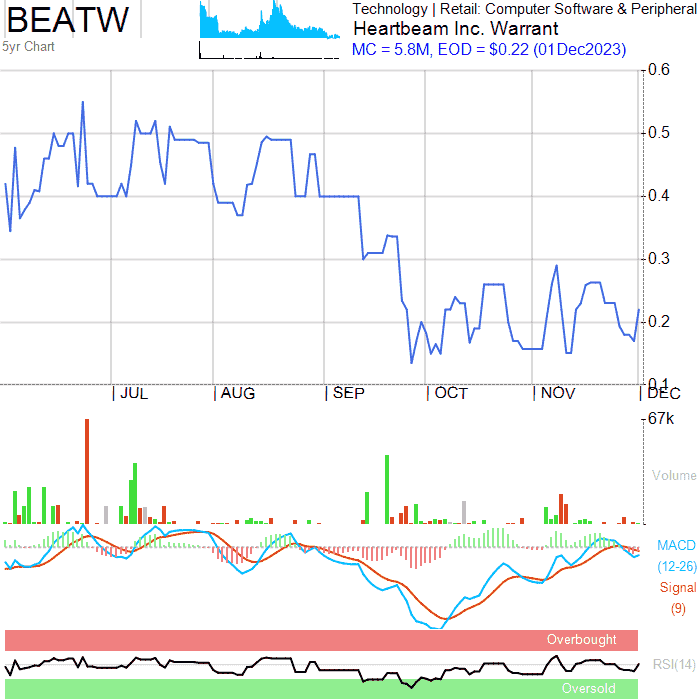 BEATW
5yr Chart
Technology | Retail: Computer Software & Peripheral
Heartbeam Inc. Warrant
MC = 5.8M, EOD = $0.22 (01Dec2023)
0.6
0.5
0.4
0.3
0.2
0.1
JUL AUG SEP OCT NOV DEC
67k
Volume
MACD
(12-26)
Signal
(9)
Overbought
RSI(14)
Oversold